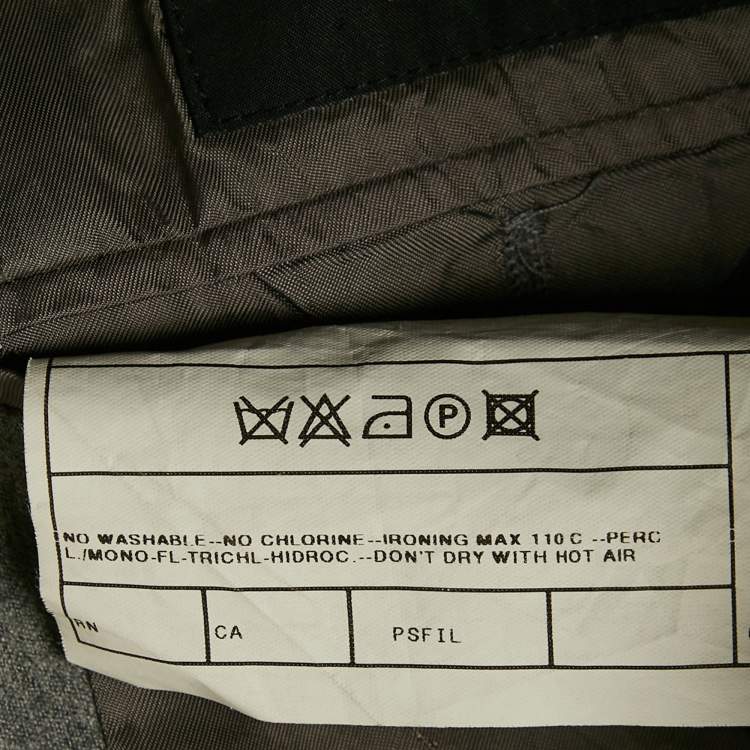 P
NO WASHABLE--NO CHLORINE--IRONING MAX 110 C --PERC
L./MONO-FL-TRICHL-HIDROC.--DON'T DRY WITH HOT AIR
RN
CA
PSFIL